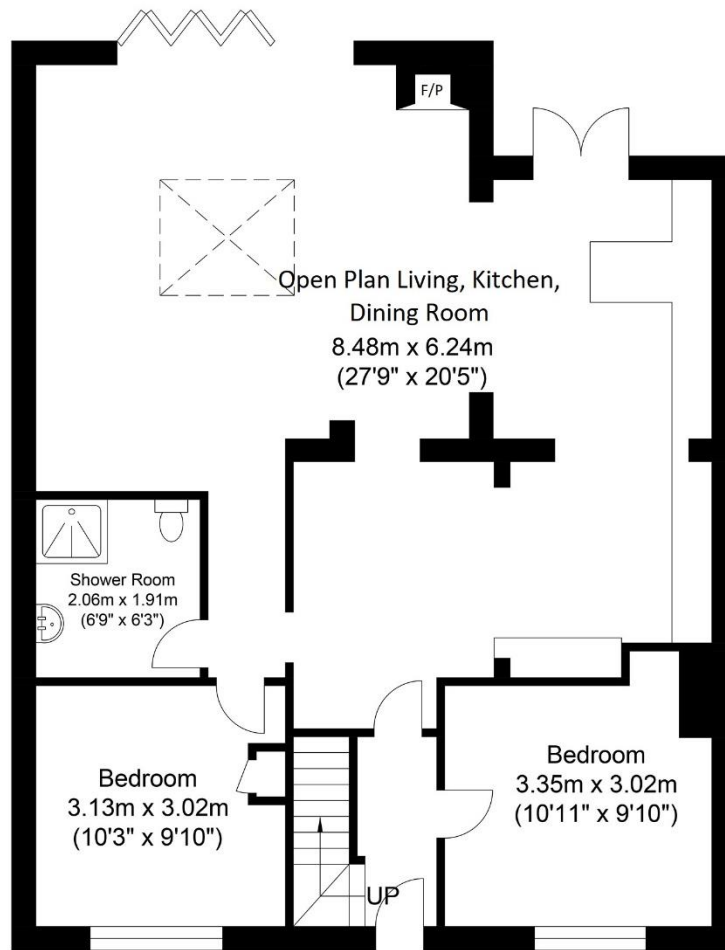 F/P
Open Plan Living, Kitchen,
Dining Room
8.48m x 6.24m
(27'9" x 20'5")
Shower Room
2.06m x 1.91m
(6'9" x 6'3")
Bedroom
3.13m x 3.02m
(10'3" x 9'10")
Bedroom
3.35m x 3.02m
(10'11" x 9'10")
UP